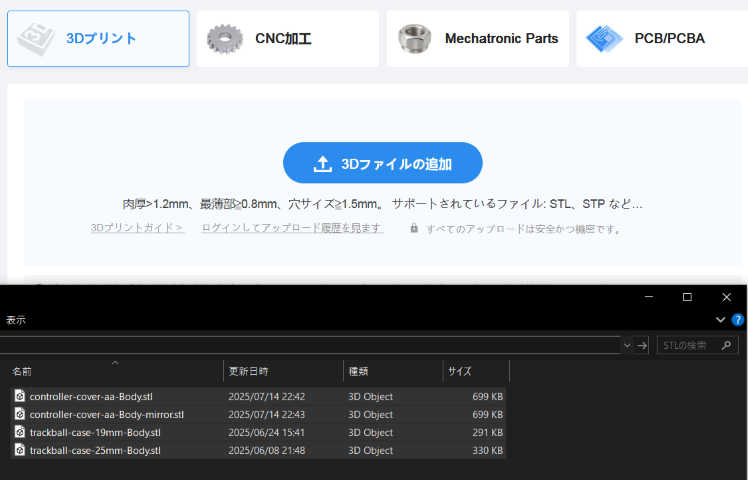 3Dプリント
CNC加工
Mechatronic Parts
PCB/PCBA
3Dファイルの追加
肉厚>1.2mm、最薄部≧0.8mm、穴サイズ≧1.5mm。 サポートされているファイル: STL、STP など...
3Dプリントガイド > ログインしてアップロード履歴を見ます すべてのアップロードは安全かつ機密です。
表示
?
STLの検索
名前 更新日時 種類 サイズ
controller-cover-aa-Body.stl 2025/07/14 22:42 3D Object 699 KB
controller-cover-aa-Body-mirror.stl 2025/07/14 22:43 3D Object 699 KB
trackball-case-19mm-Body.stl 2025/06/24 15:41 3D Object 291 KB
trackball-case-25mm-Body.stl 2025/06/08 21:48 3D Object 330 KB